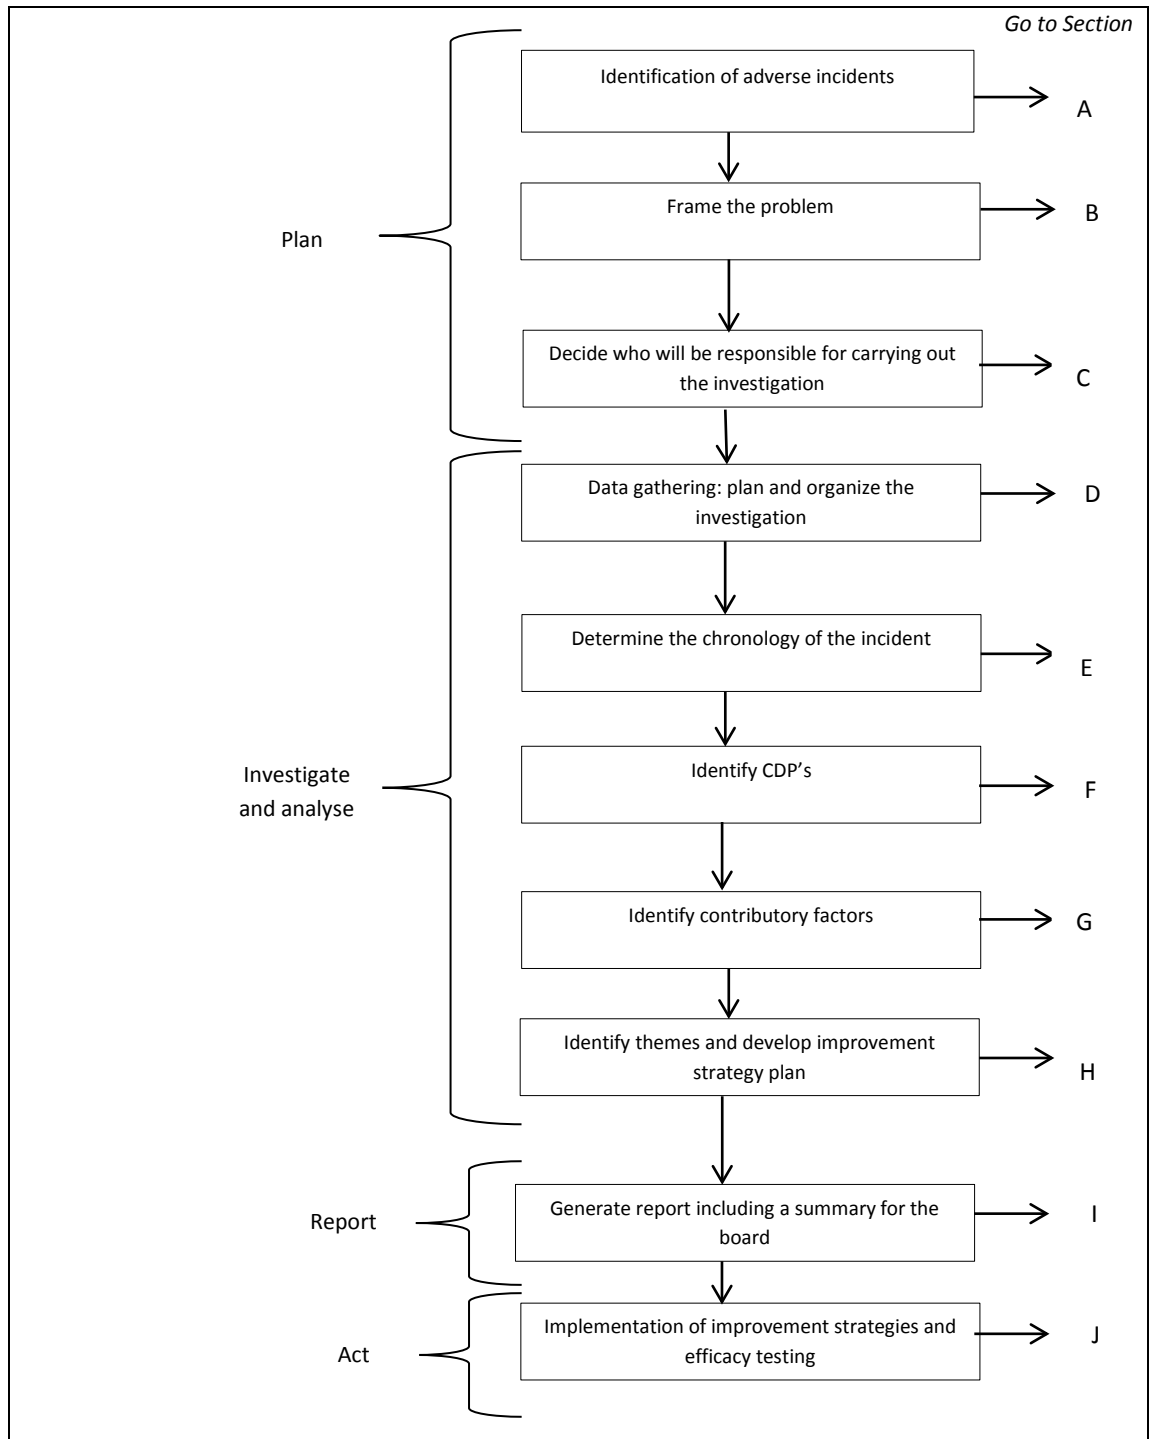 Go to Section
Identification of adverse incidents
A
Frame the problem
B
Plan
Decide who will be responsible for carrying out
the investigation
C
Data gathering: plan and organize the
investigation
D
Determine the chronology of the incident
E
Identify CDP’s
F
Investigate
and analyse
Identify contributory factors
G
Identify themes and develop improvement
strategy plan
H
Generate report including a summary for the
board
I
Report
Implementation of improvement strategies and
efficacy testing
J
Act